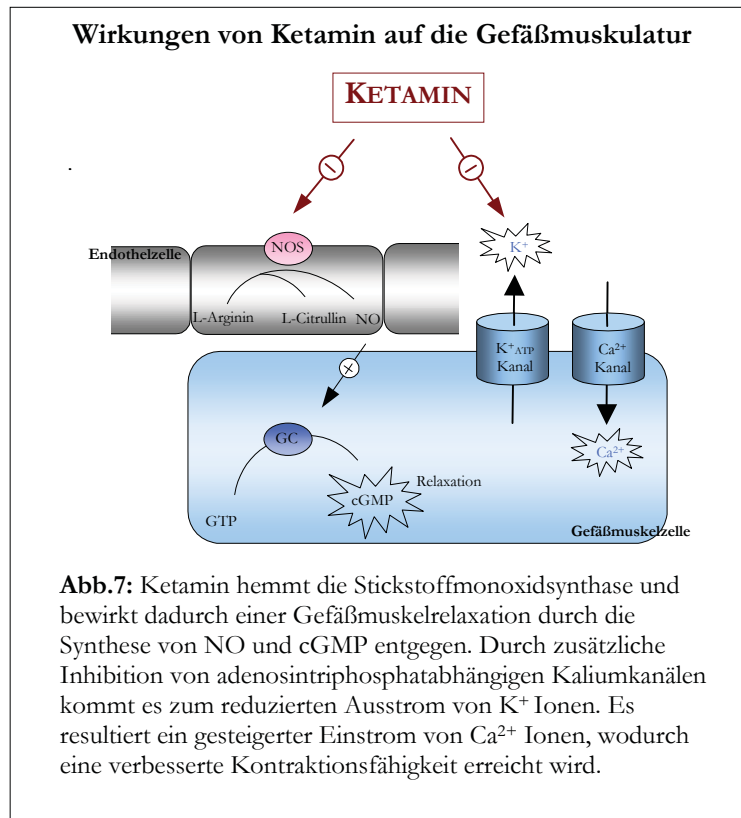 Wirkungen von Ketamin auf die Gefäßmuskulatur
KETAMIN
Endothelzelle
NOS
K⁺
L-Arginin
L-Citrullin
NO
K⁺ATP
Kanal
Ca²⁺
Kanal
GC
Ca²⁺
Relaxation
cGMP
GTP
Gefäßmuskelzelle
Abb.7: Ketamin hemmt die Stickstoffmonoxidsynthase und
bewirkt dadurch einer Gefäßmuskelrelaxation durch die
Synthese von NO und cGMP entgegen. Durch zusätzliche
Inhibition von adenosintriphosphatabhängigen Kaliumkanälen
kommt es zum reduzierten Ausstrom von K⁺ Ionen. Es
resultiert ein gesteigerter Einstrom von Ca²⁺ Ionen, wodurch
eine verbesserte Kontraktionsfähigkeit erreicht wird.